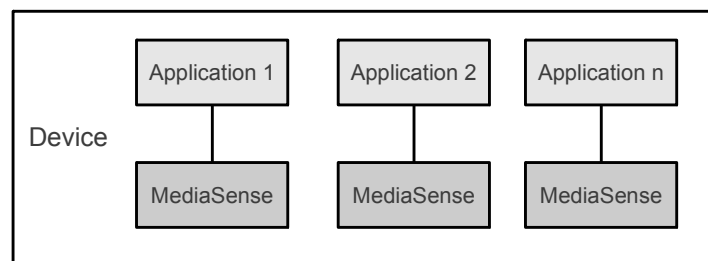 Application 1
Application 2
Application n
Device
MediaSense
MediaSense
MediaSense